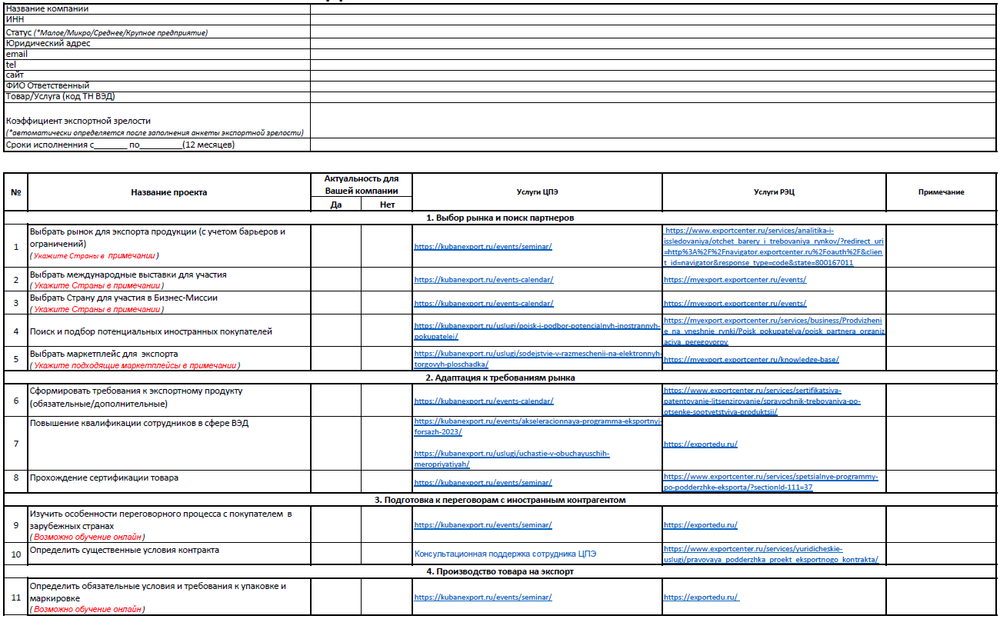 Название компании
ИНН
Статус (*Малое/Микро/Среднее/Крупное предприятие)
Юридический адрес
email
tel
сайт
ФИО Ответственный
Товар/Услуга (код ТН ВЭД)
Коэффициент экспортной зрелости
(*автоматически определяется после заполнения анкеты экспортной зрелости)
Сроки исполненния с_______ по_________(12 месяцев)
№
Название проекта
Актуальность для
Вашей компании
Да
Нет
Услуги ЦПЭ
Услуги РЭЦ
Примечание
1. Выбор рынка и поиск партнеров
1
Выбрать рынок для экспорта продукции (с учетом барьеров и
ограничений)
( Укажите Страны в примечании )
https://kubanexport.ru/events/seminar/
https://www.exportcenter.ru/services/analitika-i-
issledovaniya/otchet_barery_i_trebovaniya_rynkov/?redirect_uri
=http%3A%2F%2Fnavigator.exportcenter.ru%2Foauth%2F&clien
t_id=navigator&response_type=code&state=800167011
2
Выбрать международные выставки для участия
( Укажите Страны в примечании )
https://kubanexport.ru/events-calendar/
https://myexport.exportcenter.ru/events/
3
Выбрать Страну для участия в Бизнес-Миссии
( Укажите Страны в примечании )
https://kubanexport.ru/events-calendar/
https://myexport.exportcenter.ru/events/
4
Поиск и подбор потенциальных иностранных покупателей
https://kubanexport.ru/uslugi/poisk-i-podbor-potencialnyh-inostrannyh-
pokupatelei/
https://myexport.exportcenter.ru/services/business/Prodvizheni
e_na_vneshnie_rynki/Poisk_pokupatelya/poisk_partnera_organiz
aciya_peregovorov
5
Выбрать маркетплейс для экспорта
( Укажите подходящие маркетплейсы в примечании )
https://kubanexport.ru/uslugi/sodejstvie-v-razmeschenii-na-elektronnyh-
torgovyh-ploschadka/
https://myexport.exportcenter.ru/knowledge-base/
2. Адаптация к требованиям рынка
6
Сформировать требования к экспортному продукту
(обязательные/дополнительные)
https://kubanexport.ru/events-calendar/
https://www.exportcenter.ru/services/sertifikatsiya-
patentovanie-litsenzirovanie/spravochnik-trebovaniya-po-
otsenke-sootvetstviya-produktsii/
7
Повышение квалификации сотрудников в сфере ВЭД
https://kubanexport.ru/events/akseleracionnaya-programma-eksportnyj-
forsazh-2023/
https://kubanexport.ru/uslugi/uchastie-v-obuchayuschih-
meropriyatiyah/
https://exportedu.ru/
8
Прохождение сертификации товара
https://kubanexport.ru/events/seminar/
https://www.exportcenter.ru/services/spetsialnye-programmy-
po-podderzhke-eksporta/?sectionId-111=37
3. Подготовка к переговорам с иностранным контрагентом
9
Изучить особенности переговорного процесса с покупателем в
зарубежных странах
( Возможно обучение онлайн )
https://kubanexport.ru/events/seminar/
https://exportedu.ru/
10
Определить существенные условия контракта
Консультационная поддержка сотрудника ЦПЭ
https://www.exportcenter.ru/services/yuridicheskie-
uslugi/pravovaya_podderzhka_proekt_eksportnogo_kontrakta/
4. Производство товара на экспорт
11
Определить обязательные условия и требования к упаковке и
маркировке
( Возможно обучение онлайн )
https://kubanexport.ru/events/seminar/
https://exportedu.ru/